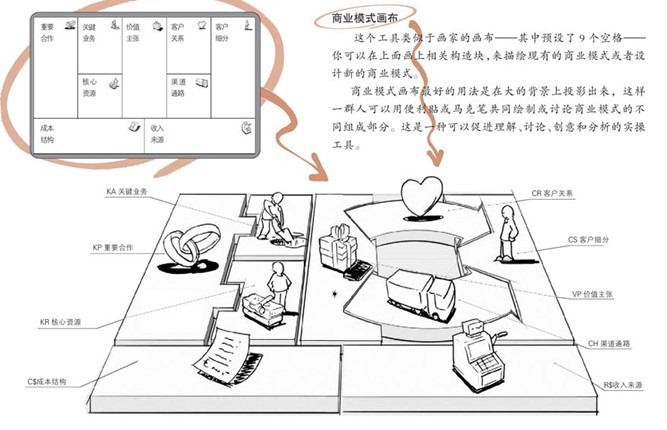 重要
合作
关键
业务
价值
主张
客户
关系
客户
细分
核心
资源
渠道
通路
成本
结构
收入
来源
商业模式画布
这个工具类似于画家的画布——其中预设了 9 个空格——
你可以在上面画上相关构造块，来描绘现有的商业模式或者设
计新的商业模式。
商业模式画布最好的用法是在大的背景上投影出来，这样
一群人可以用便利贴或马克笔共同绘制或讨论商业模式的不
同组成部分。这是一种可以促进理解、讨论、创意和分析的实操
工具。
KA 关键业务
KP 重要合作
KR 核心资源
C$成本结构
CR 客户关系
CS 客户细分
VP 价值主张
CH 渠道通路
R$收入来源